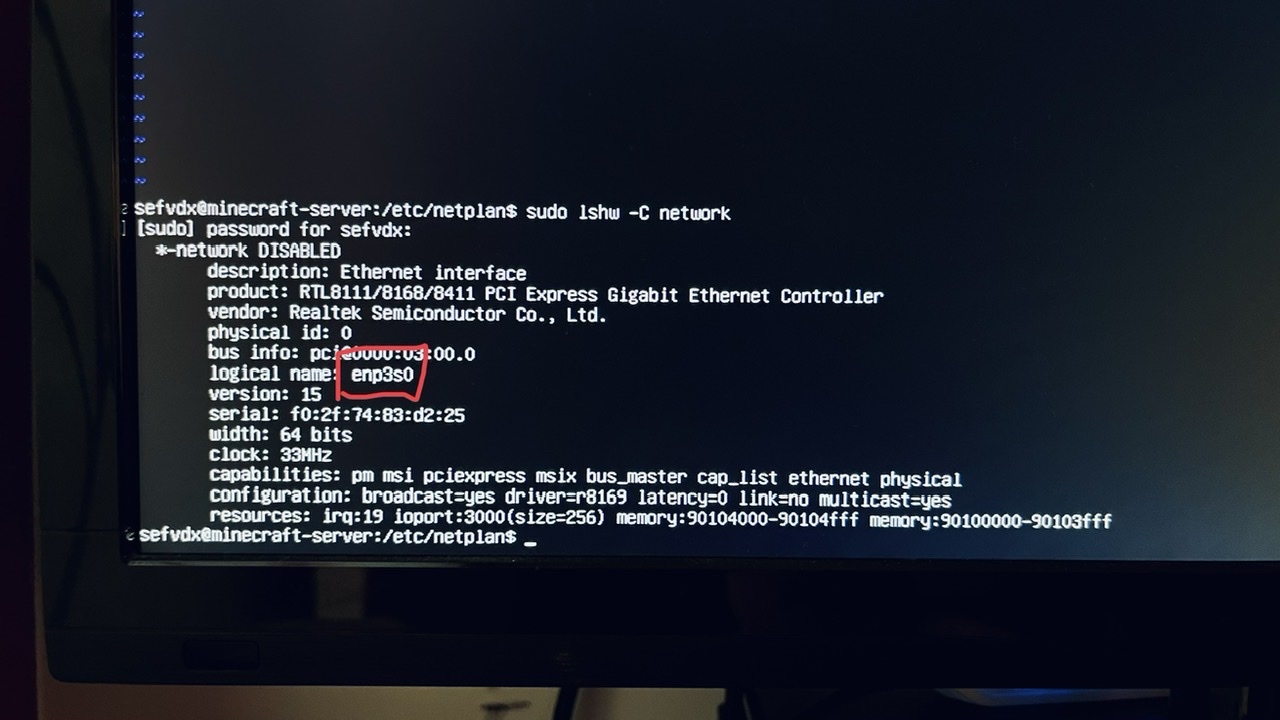 ~
~
~
~
~
~
~
~
~
sefvdx@minecraft-server:/etc/netplan$ sudo lshw -C network
[sudo] password for sefvdx:
*-network DISABLED
description: Ethernet interface
product: RTL8111/8168/8411 PCI Express Gigabit Ethernet Controller
vendor: Realtek Semiconductor Co., Ltd.
physical id: 0
bus info: pci@0000:03:00.0
logical name: enp3s0
version: 15
serial: f0:2f:74:83:d2:25
width: 64 bits
clock: 33MHz
capabilities: pm msi pciexpress msix bus_master cap_list ethernet physical
configuration: broadcast=yes driver=r8169 latency=0 link=no multicast=yes
resources: irq:19 ioport:3000(size=256) memory:90104000-90104fff memory:90100000-90103fff
sefvdx@minecraft-server:/etc/netplan$ _